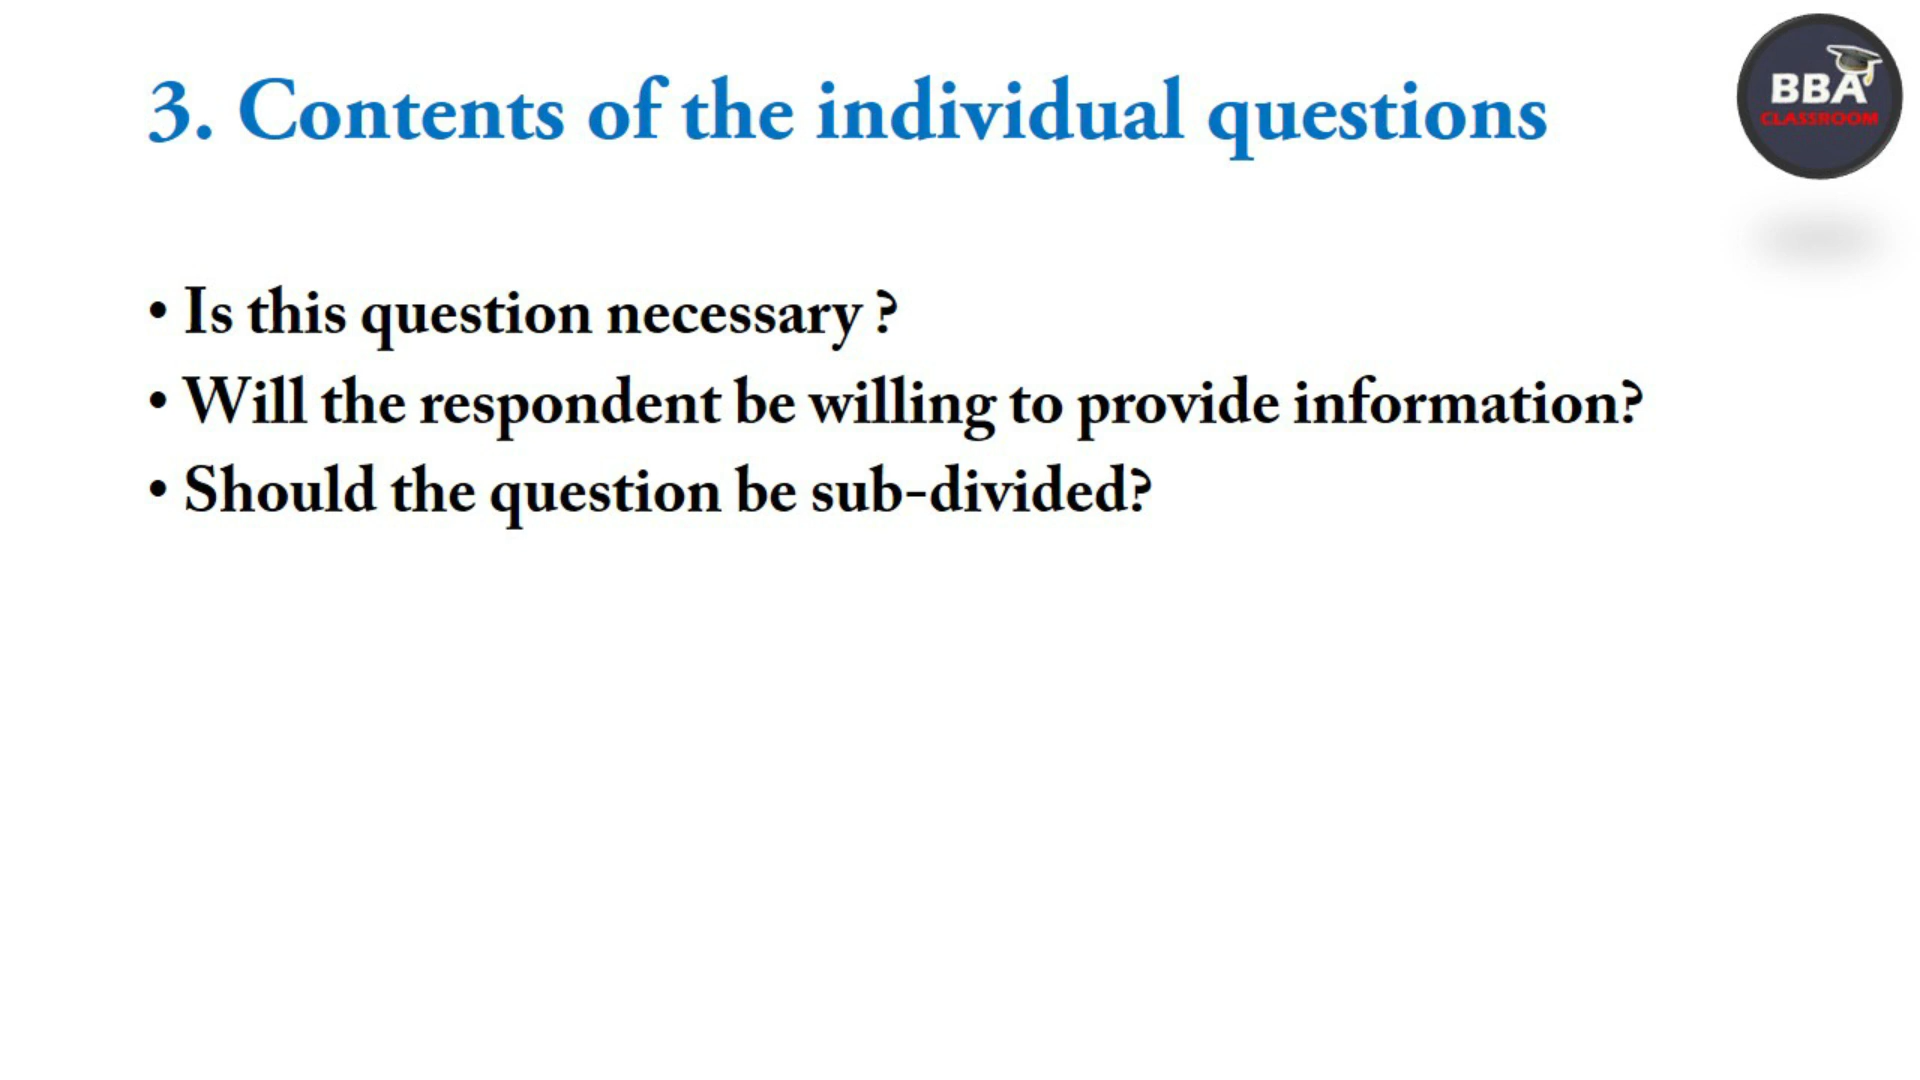 3. Contents of the individual questions
BBA
CLASSROOM
• Is this question necessary ?
• Will the respondent be willing to provide information?
• Should the question be sub-divided?